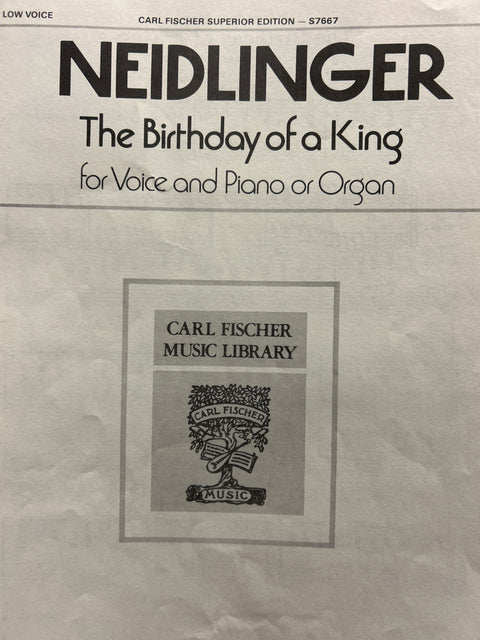 LOW VOICE
CARL FISCHER SUPERIOR EDITION — S7667
NEIDLINGER
The Birthday of a King
for Voice and Piano or Organ
CARL FISCHER
MUSIC LIBRARY
CARL FISCHER
MUSIC